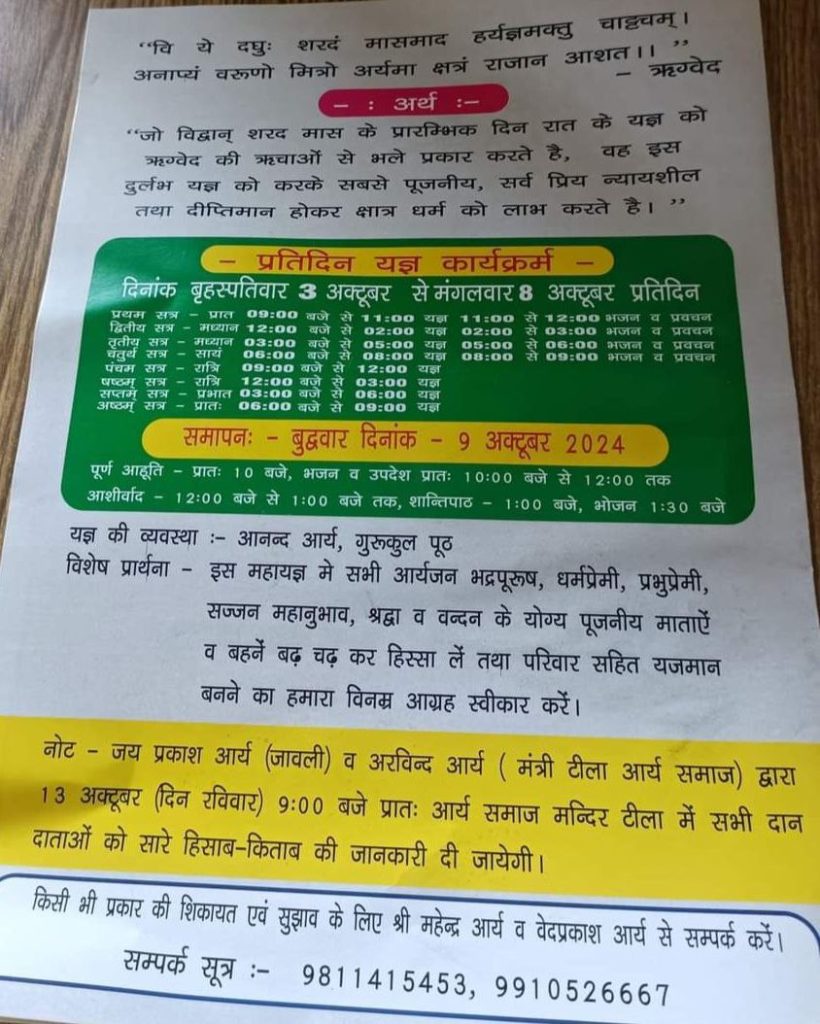 “वि ये दघुः शरदं मासमाद हर्यज्ञमक्तु चाट्टचम्।
अनाप्यं वरूणो मित्रो अर्यमा क्षत्रं राजान आशत।। ”
– ऋग्वेद
– : अर्थ :–
“जो विद्वान् शरद मास के प्रारम्भिक दिन रात के यज्ञ को
ऋग्वेद की ऋचाओं से भले प्रकार करते है, वह इस
दुर्लभ यज्ञ को करके सबसे पूजनीय, सर्व प्रिय न्यायशील
तथा दीप्तिमान होकर क्षात्र धर्म को लाभ करते है। ”
– प्रतिदिन यज्ञ कार्यक्रर्म –
दिनांक बृहस्पतिवार 3 अक्टूबर से मंगलवार 8 अक्टूबर प्रतिदिन
प्रथम सत्र – प्रात 09:00 बजे से 11:00 यज्ञ 11:00 से 12:00 भजन व प्रवचन
द्वितीय सत्र – मध्यान 12:00 बजे से 02:00 यज्ञ 02:00 से 03:00 भजन व प्रवचन
तृतीय सत्र – मध्यान 03:00 बजे से 05:00 यज्ञ 05:00 से 06:00 भजन व प्रवचन
चतुर्थ सत्र – सायं 06:00 बजे से 08:00 यज्ञ 08:00 से 09:00 भजन व प्रवचन
पंचम सत्र – रात्रि 09:00 बजे से 12:00 यज्ञ
षष्ठम् सत्र – रात्रि 12:00 बजे से 03:00 यज्ञ
सप्तम् सत्र – प्रभात 03:00 बजे से 06:00 यज्ञ
अष्ठम् सत्र – प्रातः 06:00 बजे से 09:00 यज्ञ
समापनः – बुद्ववार दिनांक – 9 अक्टूबर 2024
पूर्ण आहूति – प्रातः 10 बजे, भजन व उपदेश प्रातः 10:00 बजे से 12:00 तक
आशीर्वाद – 12:00 बजे से 1:00 बजे तक, शान्तिपाठ – 1:00 बजे, भोजन 1:30 बजे
यज्ञ की व्यवस्था :– आनन्द आर्य, गुरूकुल पूठ
विशेष प्रार्थना – इस महायज्ञ मे सभी आर्यजन भद्रपूरूष, धर्मप्रेमी, प्रभुप्रेमी,
सज्जन महानुभाव, श्रद्वा व वन्दन के योग्य पूजनीय माताऐं
व बहनें बढ़ चढ़ कर हिस्सा लें तथा परिवार सहित यजमान
बनने का हमारा विनम्र आग्रह स्वीकार करें।
नोट – जय प्रकाश आर्य (जावली) व अरविन्द आर्य ( मंत्री टीला आर्य समाज) द्वारा
13 अक्टूबर (दिन रविवार) 9:00 बजे प्रातः आर्य समाज मन्दिर टीला में सभी दान
दाताओं को सारे हिसाब–किताब की जानकारी दी जायेगी।
किसी भी प्रकार की शिकायत एवं सुझाव के लिए श्री महेन्द्र आर्य व वेदप्रकाश आर्य से सम्पर्क करें।
सम्पर्क सूत्र :– 9811415453, 9910526667